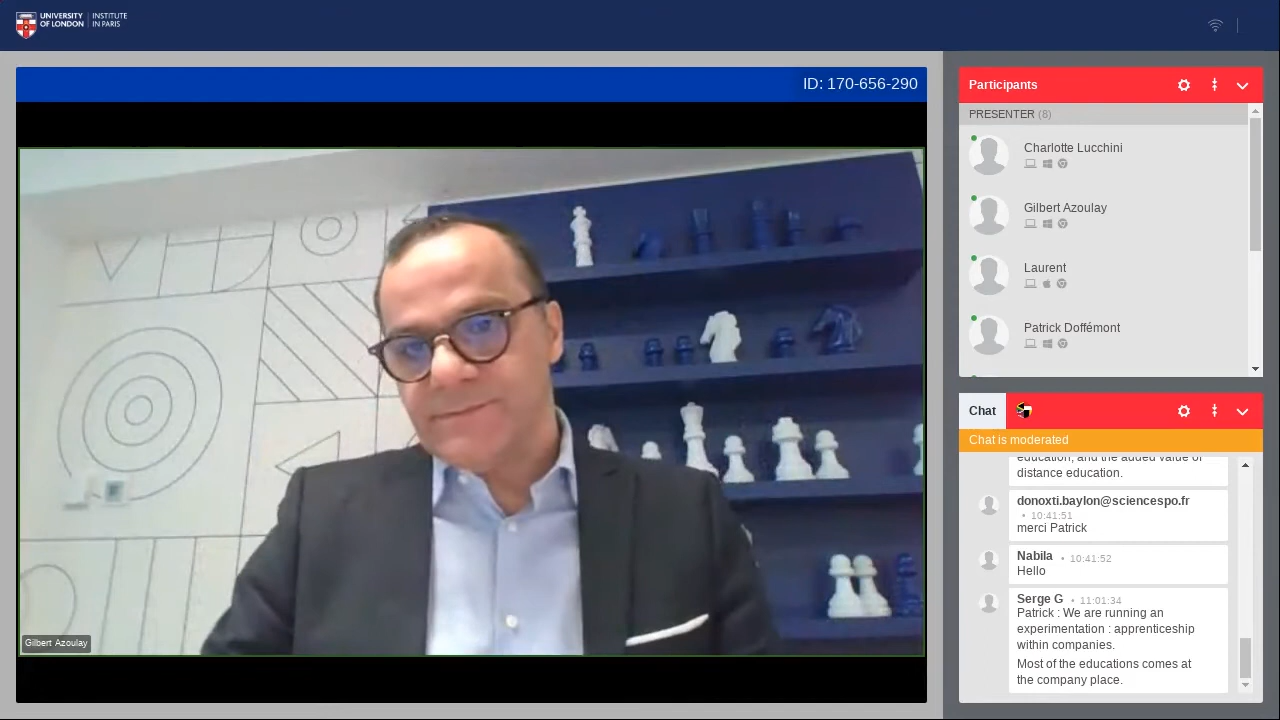 UNIVERSITY OF LONDON
INSTITUTE IN PARIS
ID: 170-656-290
Gilbert Azoulay
Participants
PRESENTER (8)
Charlotte Lucchini
Gilbert Azoulay
Laurent
Patrick Doffémont
Chat
Chat is moderated
education, and the added value of
distance education.
donoxti.baylon@sciencespo.fr
• 10:41:51
merci Patrick
Nabila • 10:41:52
Hello
Serge G • 11:01:34
Patrick : We are running an
experimentation : apprenticeship
within companies.
Most of the educations comes at
the company place.